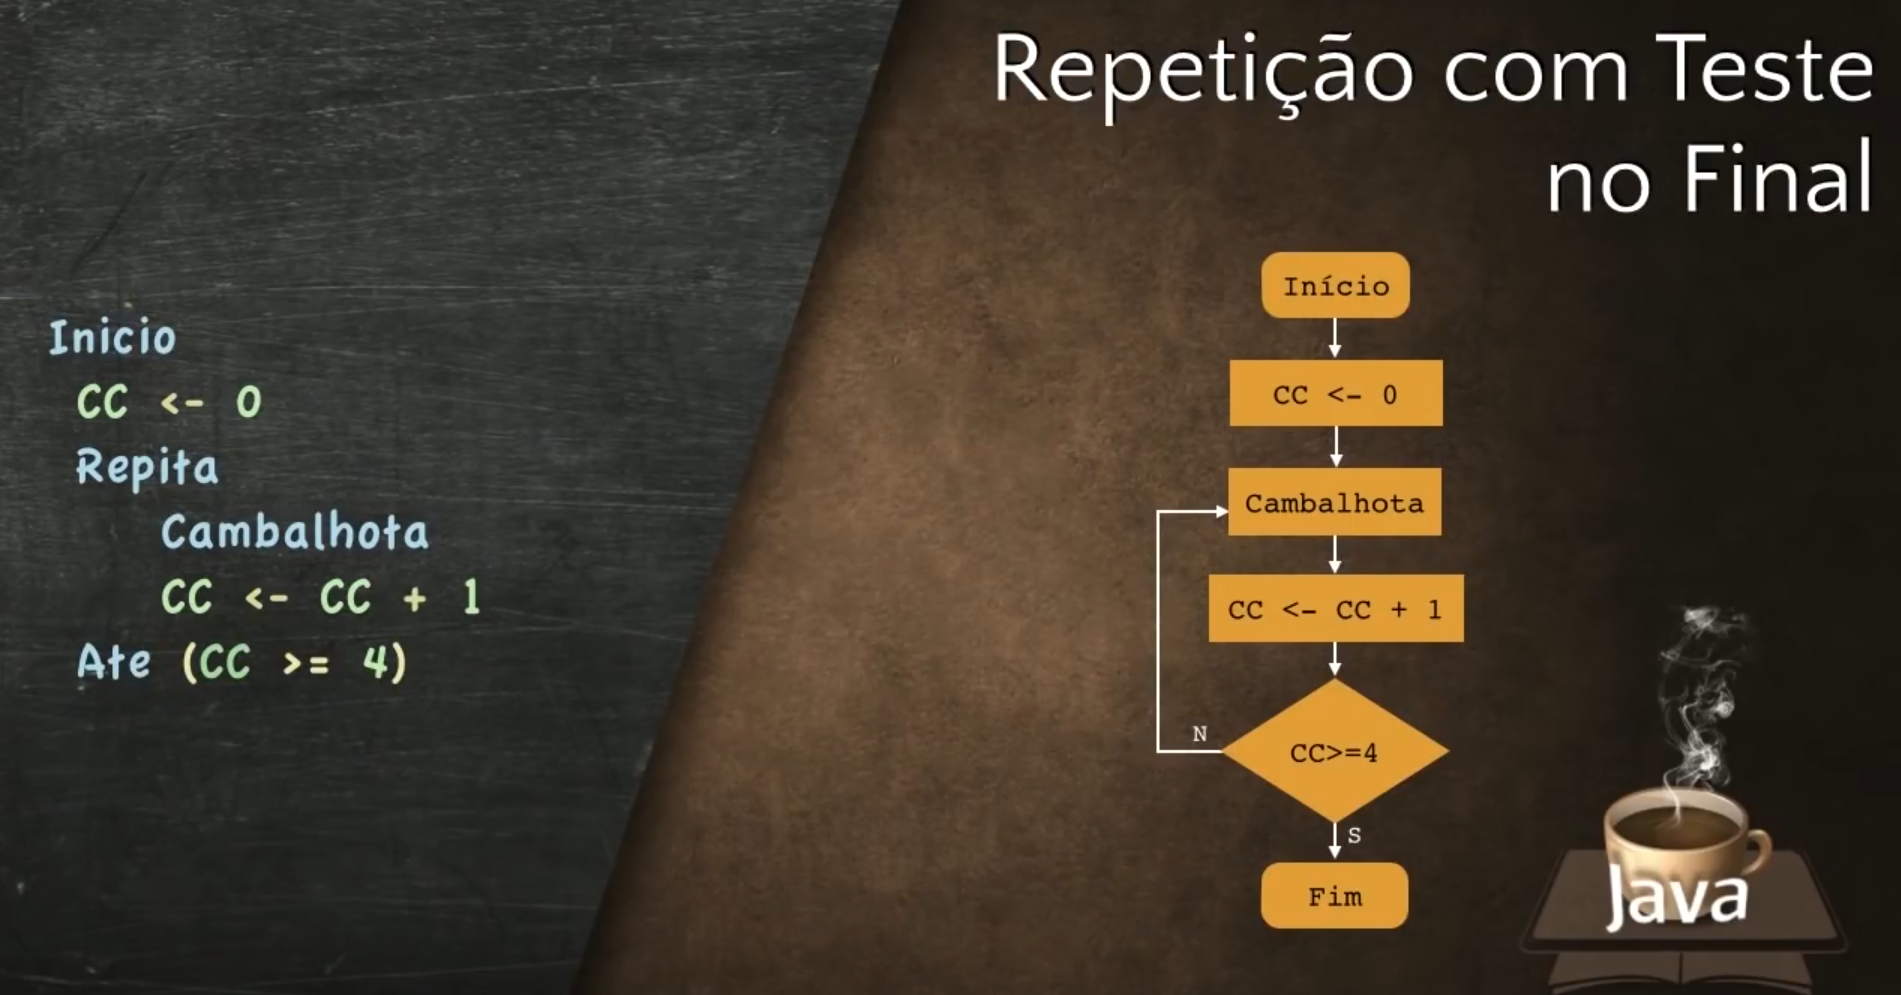 Repetição com Teste
no Final
Inicio
CC <- 0
Repita
Cambalhota
CC <- CC + 1
Ate (CC >= 4)
Início
CC <- 0
Cambalhota
CC <- CC + 1
CC>=4
N
S
Fim
Java